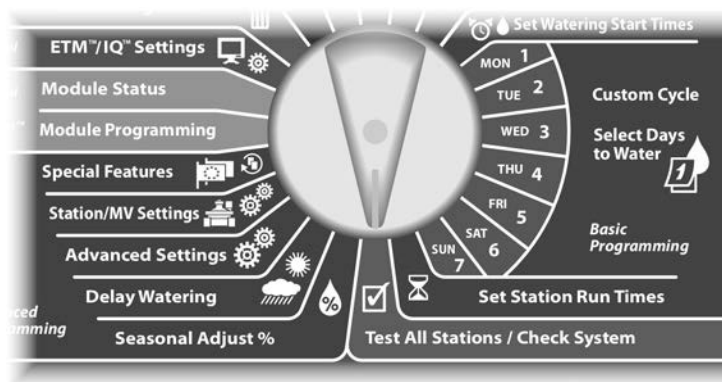 ETM™/IQ™ Settings
Module Status
Module Programming
Special Features
Station/MV Settings
Advanced Settings
Delay Watering
Seasonal Adjust %
%
Set Watering Start Times
MON 1
TUE 2
WED 3
THU 4
FRI 5
SAT 6
SUN 7
Custom Cycle
Select Days
to Water
1
Basic
Programming
Set Station Run Times
Test All Stations / Check System